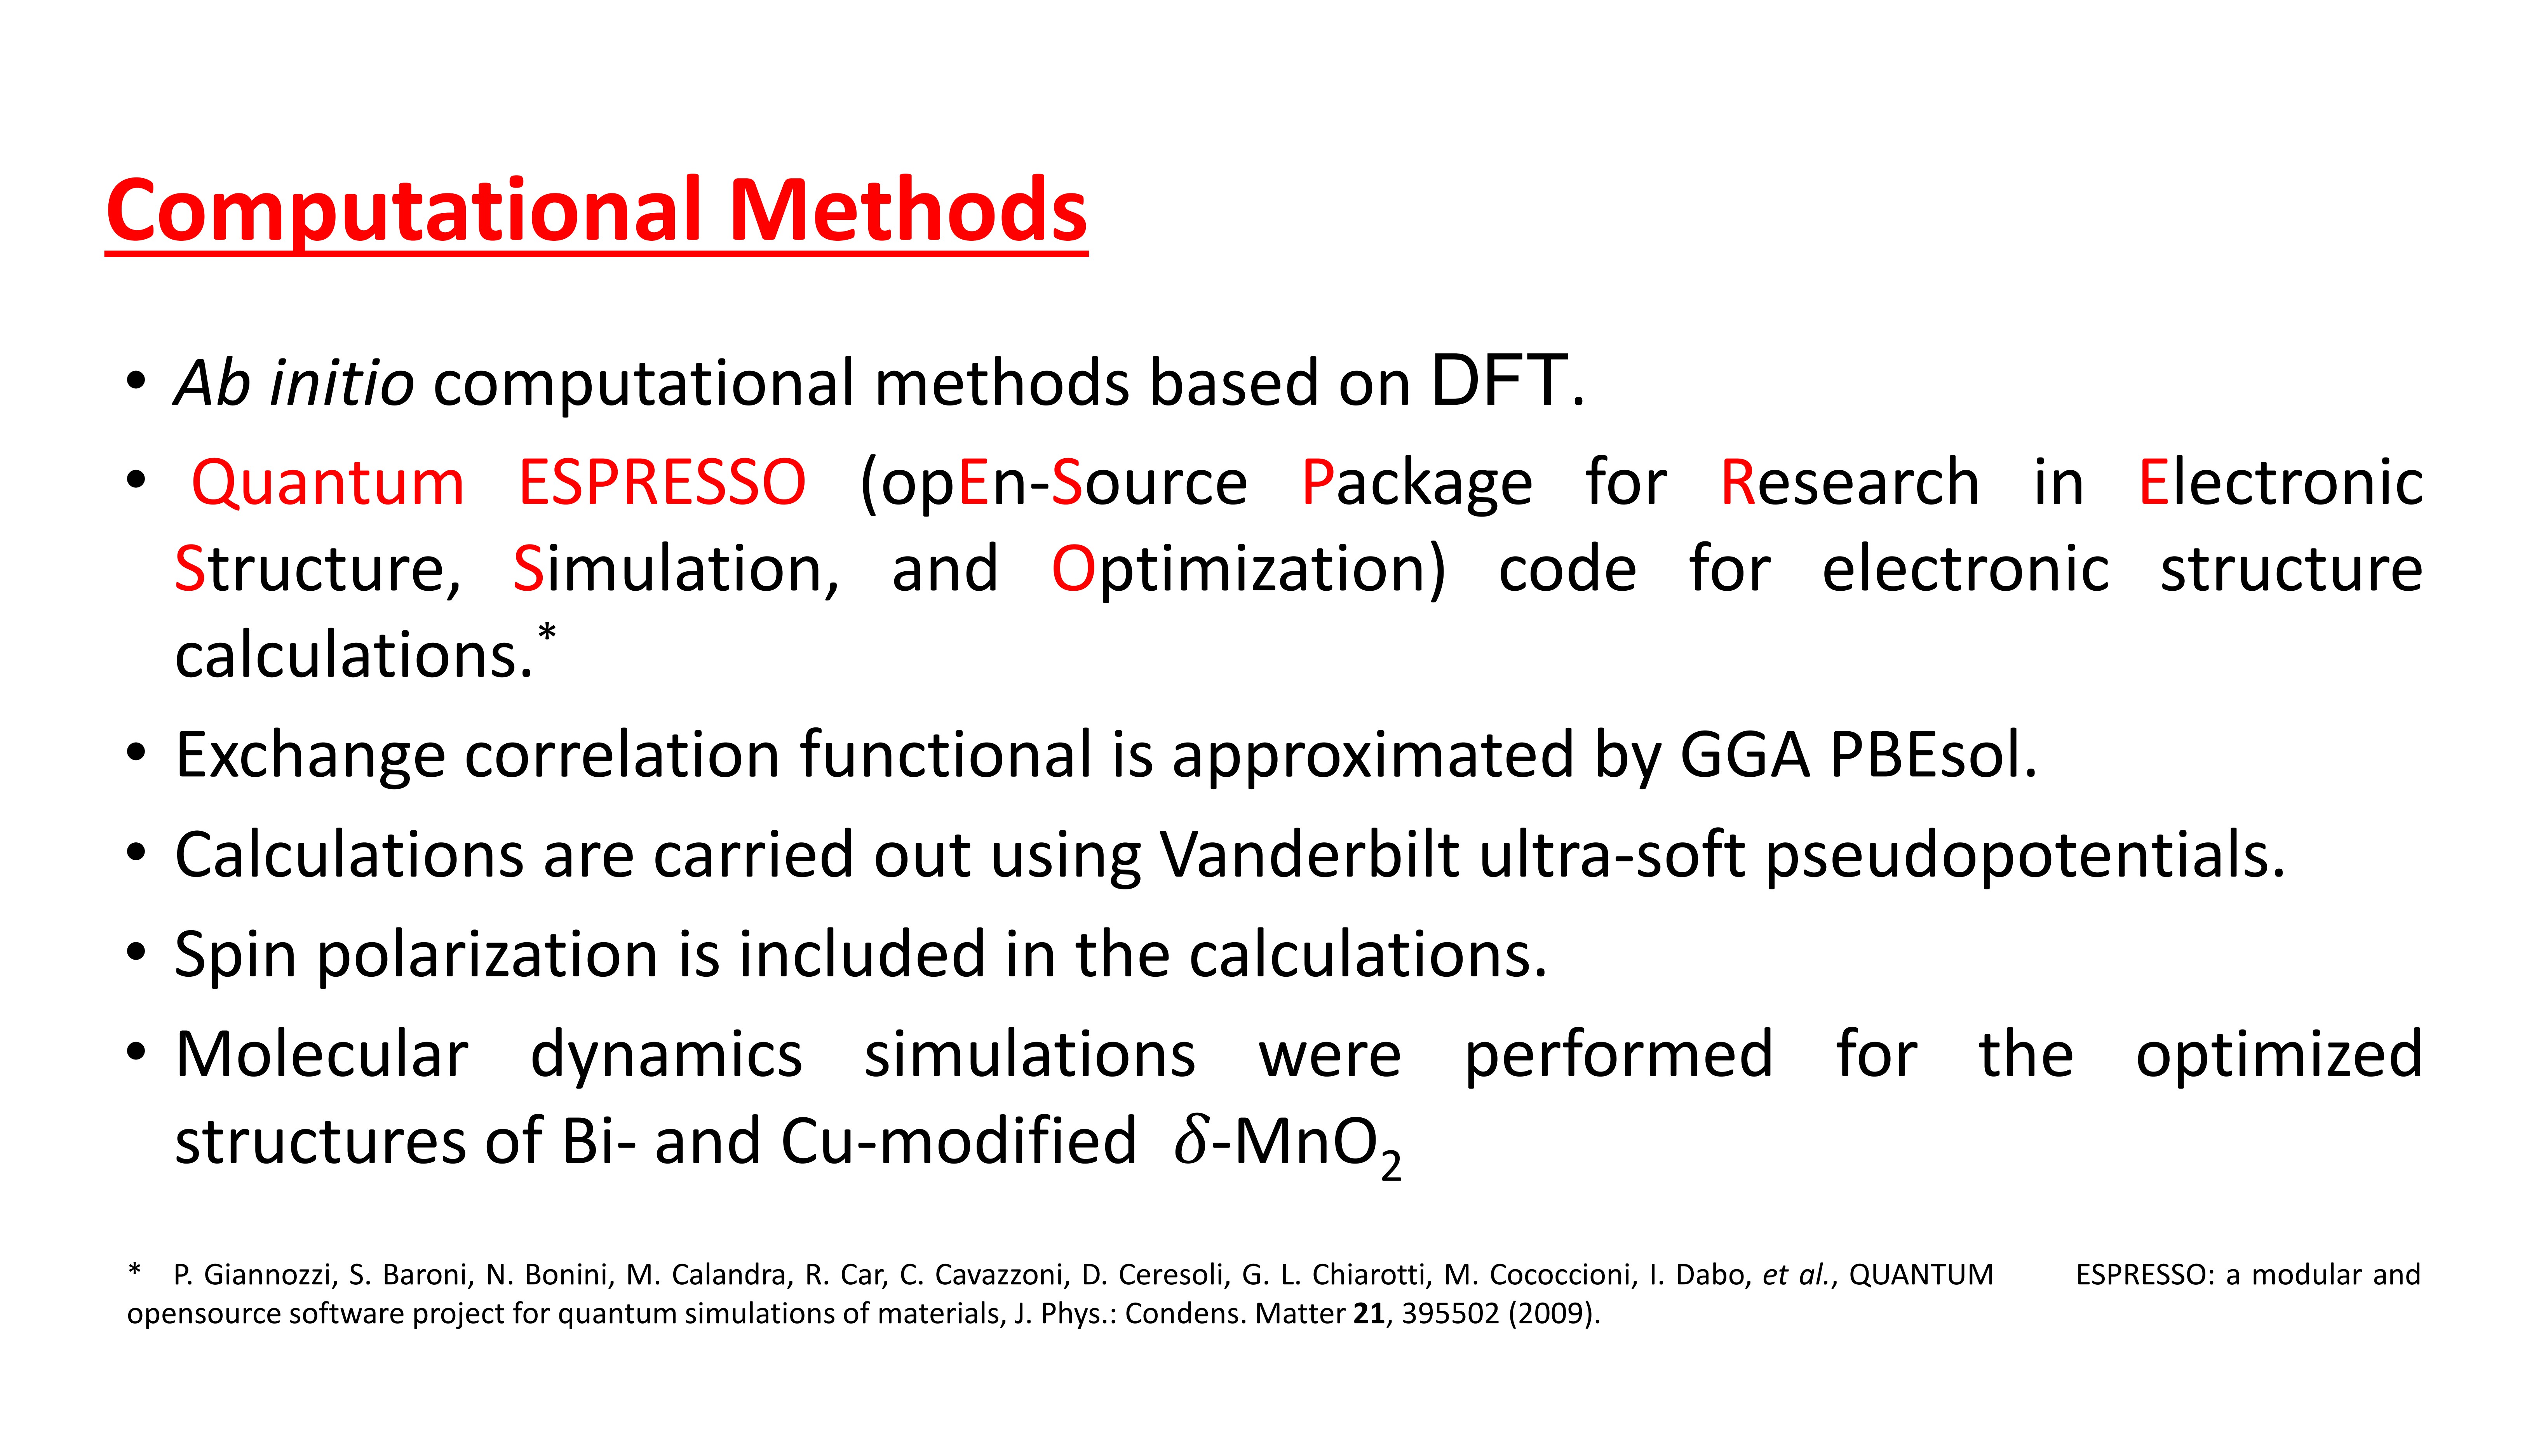 Computational Methods
• Ab initio computational methods based on DFT.
• Quantum ESPRESSO (opEn-Source Package for Research in Electronic
Structure, Simulation, and Optimization) code for electronic structure
calculations.*
• Exchange correlation functional is approximated by GGA PBEsol.
• Calculations are carried out using Vanderbilt ultra-soft pseudopotentials.
• Spin polarization is included in the calculations.
• Molecular dynamics simulations were performed for the optimized
structures of Bi- and Cu-modified δ-MnO₂
* P. Giannozzi, S. Baroni, N. Bonini, M. Calandra, R. Car, C. Cavazzoni, D. Ceresoli, G. L. Chiarotti, M. Cococcioni, I. Dabo, et al., QUANTUM ESPRESSO: a modular and
opensource software project for quantum simulations of materials, J. Phys.: Condens. Matter 21, 395502 (2009).